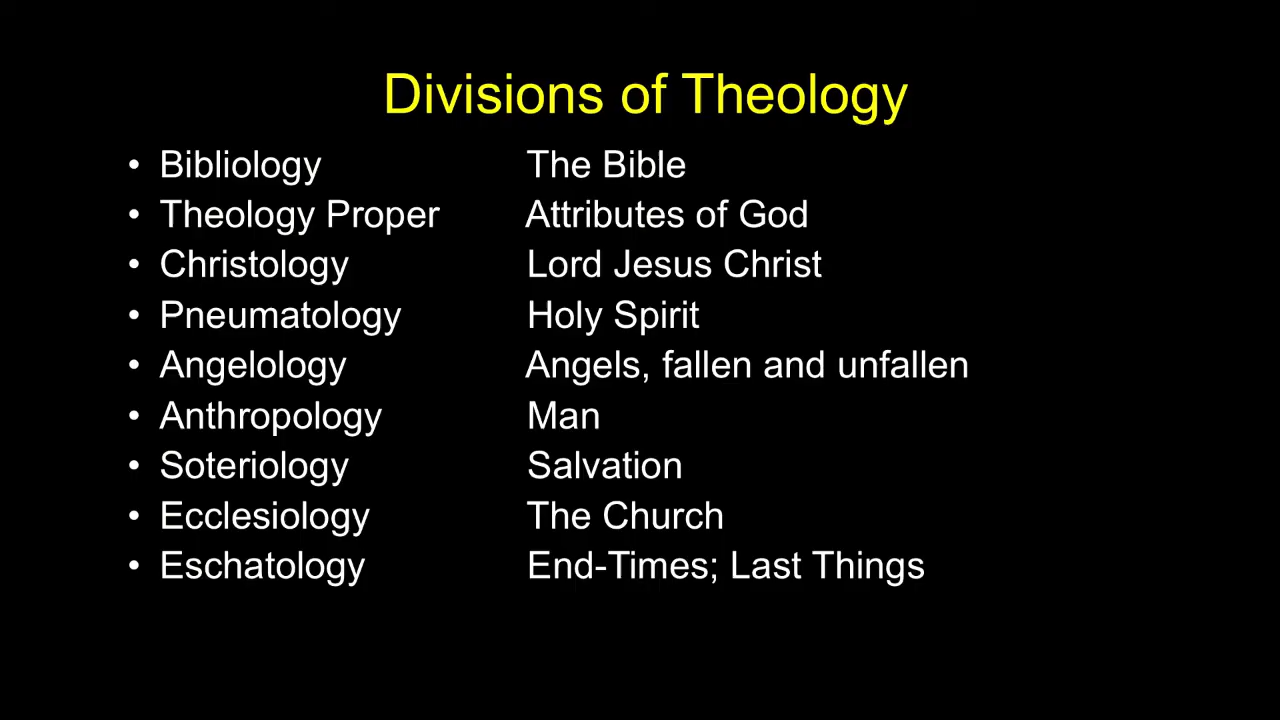 Divisions of Theology
• Bibliology The Bible
• Theology Proper Attributes of God
• Christology Lord Jesus Christ
• Pneumatology Holy Spirit
• Angelology Angels, fallen and unfallen
• Anthropology Man
• Soteriology Salvation
• Ecclesiology The Church
• Eschatology End-Times; Last Things